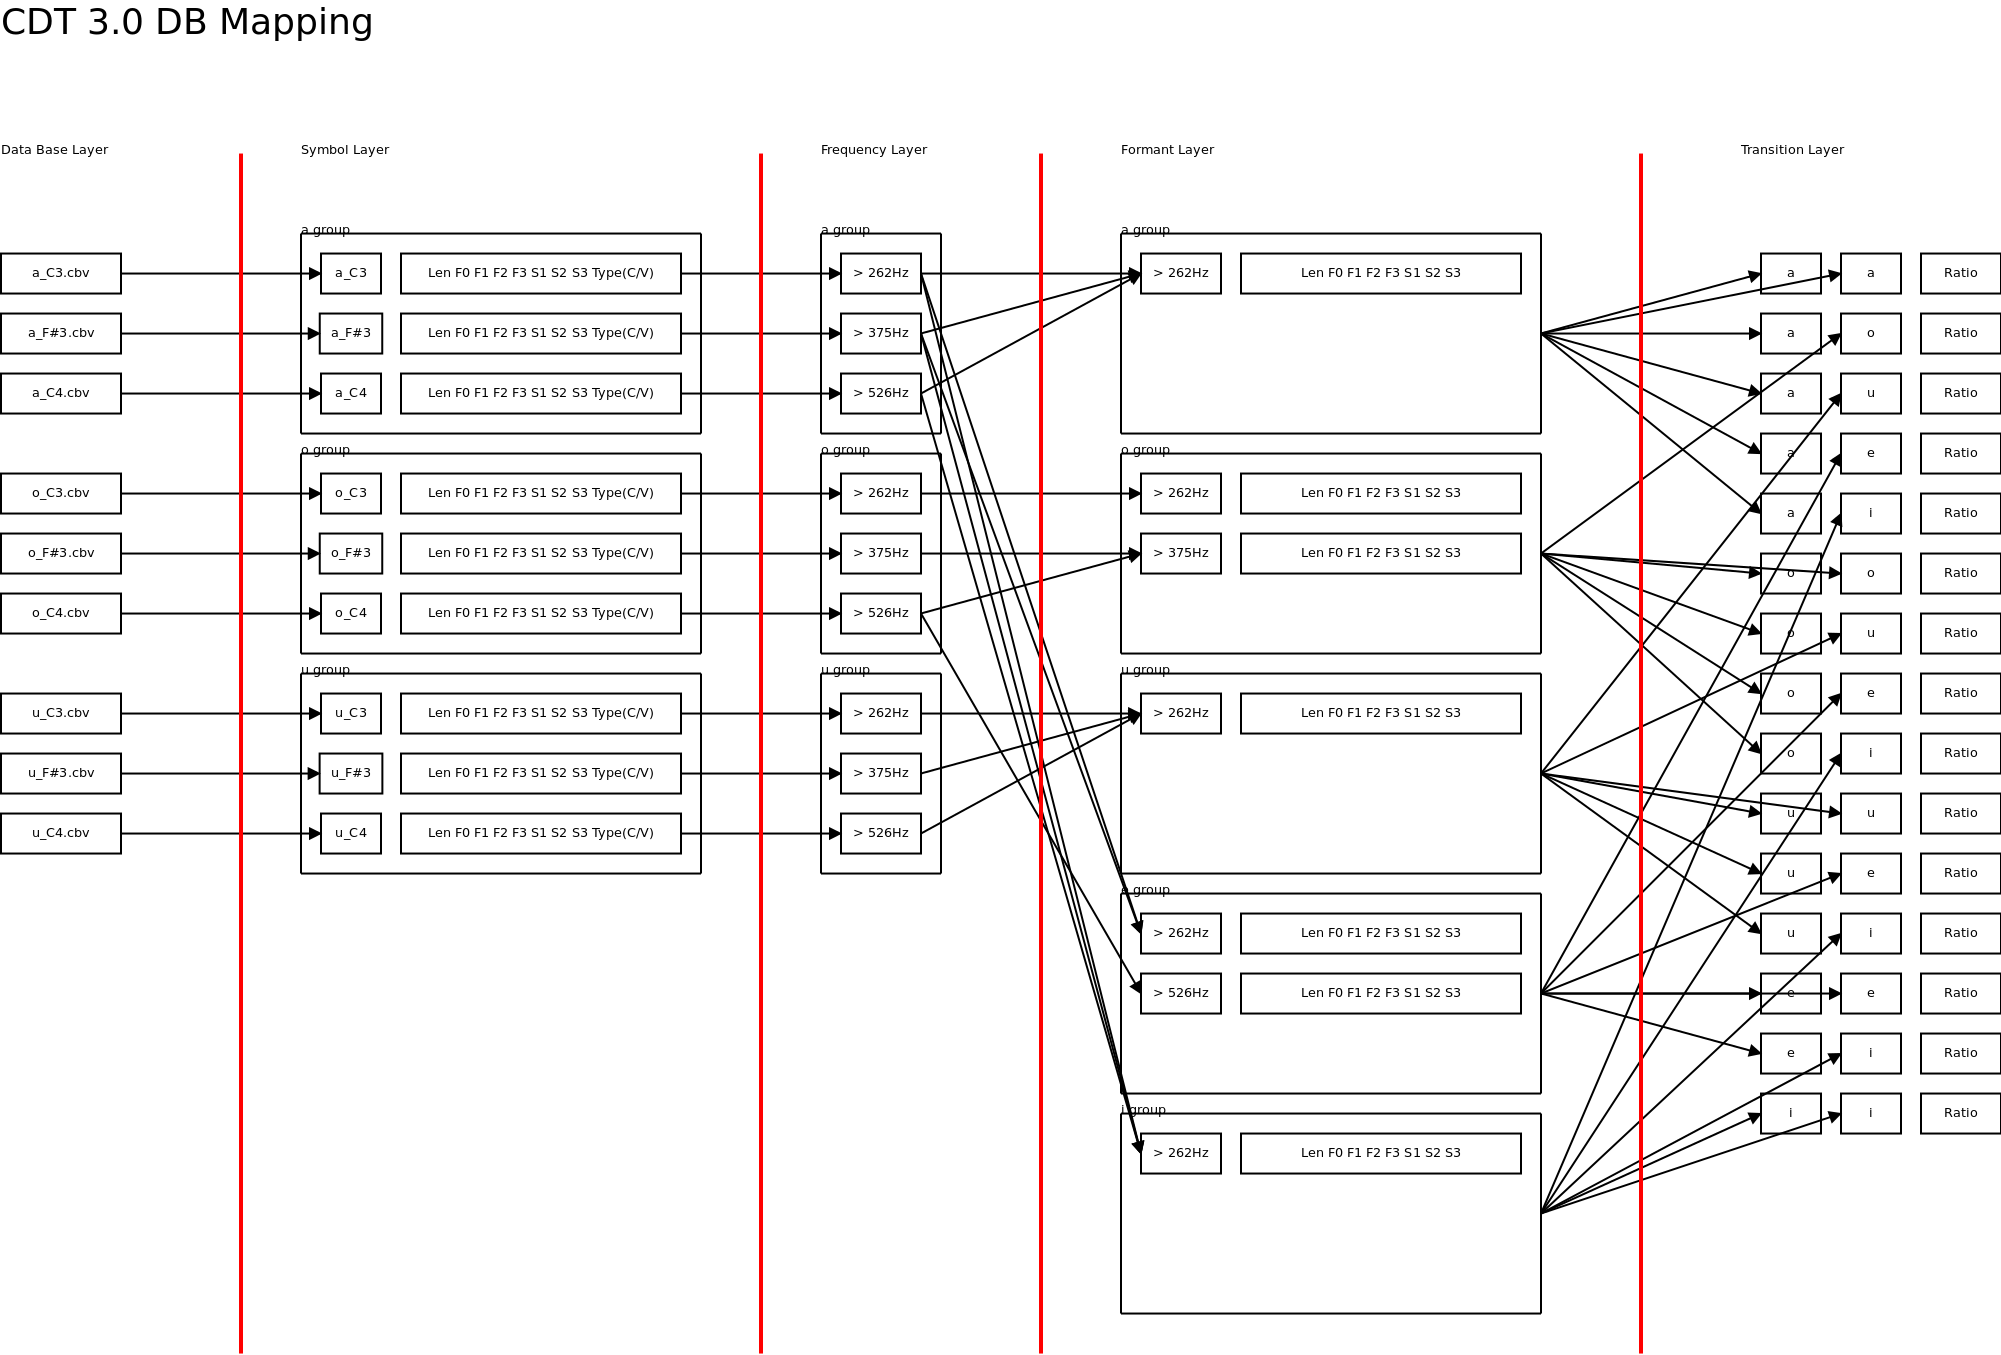 CDT 3.0 DB Mapping
Data Base Layer Symbol Layer Frequency Layer Formant Layer Transition Layer
a group a group a group
a_C3.cbv a_C3 Len F0 F1 F2 F3 S1 S2 S3 Type(C/V) > 262Hz > 262Hz Len F0 F1 F2 F3 S1 S2 S3 a a Ratio
a_F#3.cbv a_F#3 Len F0 F1 F2 F3 S1 S2 S3 Type(C/V) > 375Hz a o Ratio
a_C4.cbv a_C4 Len F0 F1 F2 F3 S1 S2 S3 Type(C/V) > 526Hz a u Ratio
o group o group o group a e Ratio
o_C3.cbv o_C3 Len F0 F1 F2 F3 S1 S2 S3 Type(C/V) > 262Hz > 262Hz Len F0 F1 F2 F3 S1 S2 S3
a i Ratio
o_F#3.cbv o_F#3 Len F0 F1 F2 F3 S1 S2 S3 Type(C/V) > 375Hz > 375Hz Len F0 F1 F2 F3 S1 S2 S3
o o Ratio
o_C4.cbv o_C4 Len F0 F1 F2 F3 S1 S2 S3 Type(C/V) > 526Hz
o u Ratio
u group u group u group
o e Ratio
u_C3.cbv u_C3 Len F0 F1 F2 F3 S1 S2 S3 Type(C/V) > 262Hz > 262Hz Len F0 F1 F2 F3 S1 S2 S3
o i Ratio
u_F#3.cbv u_F#3 Len F0 F1 F2 F3 S1 S2 S3 Type(C/V) > 375Hz
u u Ratio
u_C4.cbv u_C4 Len F0 F1 F2 F3 S1 S2 S3 Type(C/V) > 526Hz
u e Ratio
e group
> 262Hz Len F0 F1 F2 F3 S1 S2 S3 u i Ratio
> 526Hz Len F0 F1 F2 F3 S1 S2 S3 e e Ratio
e i Ratio
i group i i Ratio
> 262Hz Len F0 F1 F2 F3 S1 S2 S3